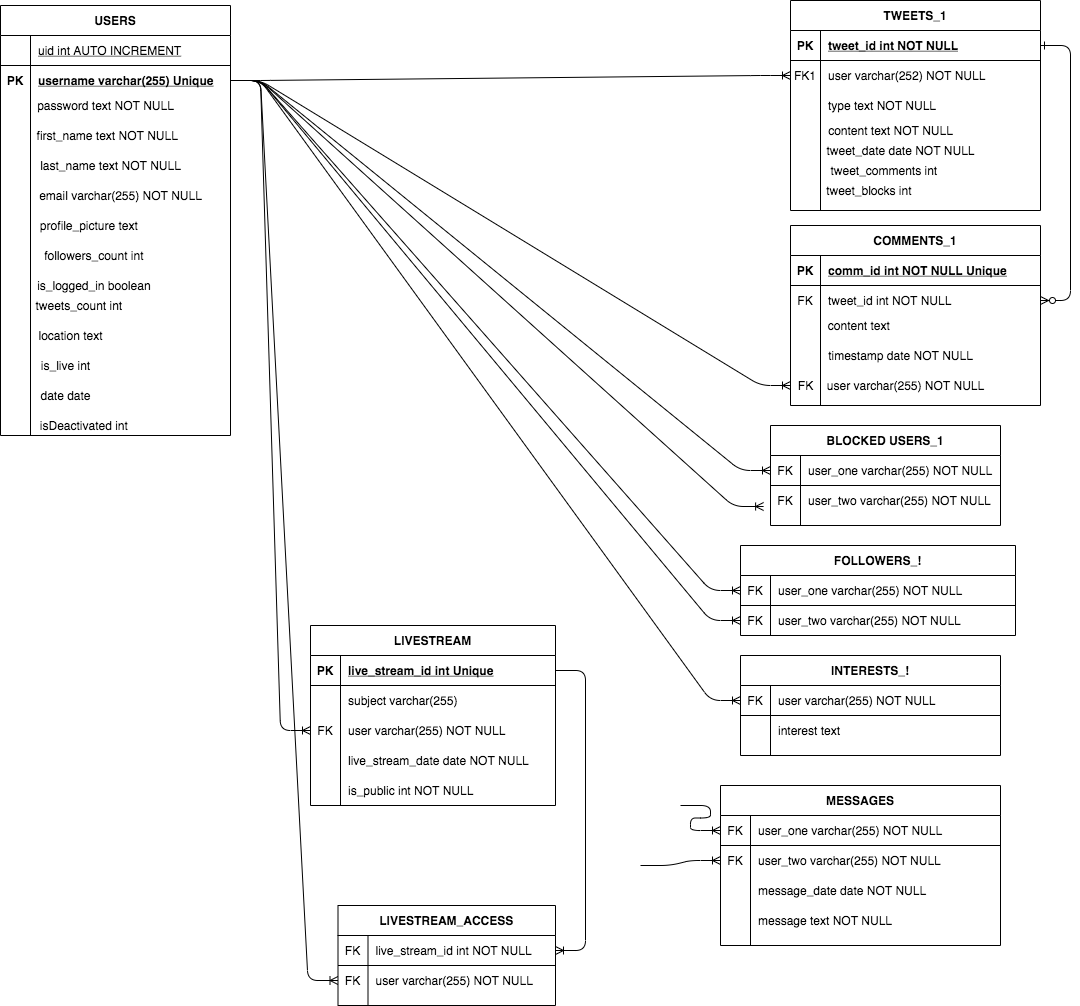 USERS
uid int AUTO INCREMENT
PK username varchar(255) Unique
password text NOT NULL
first_name text NOT NULL
last_name text NOT NULL
email varchar(255) NOT NULL
profile_picture text
followers_count int
is_logged_in boolean
tweets_count int
location text
is_live int
date date
isDeactivated int
TWEETS_1
PK tweet_id int NOT NULL
FK1 user varchar(252) NOT NULL
type text NOT NULL
content text NOT NULL
tweet_date date NOT NULL
tweet_comments int
tweet_blocks int
COMMENTS_1
PK comm_id int NOT NULL Unique
FK tweet_id int NOT NULL
content text
timestamp date NOT NULL
FK user varchar(255) NOT NULL
BLOCKED USERS_1
FK user_one varchar(255) NOT NULL
FK user_two varchar(255) NOT NULL
FOLLOWERS_!
FK user_one varchar(255) NOT NULL
FK user_two varchar(255) NOT NULL
LIVESTREAM
PK live_stream_id int Unique
subject varchar(255)
FK user varchar(255) NOT NULL
live_stream_date date NOT NULL
is_public int NOT NULL
INTERESTS_!
FK user varchar(255) NOT NULL
interest text
MESSAGES
FK user_one varchar(255) NOT NULL
FK user_two varchar(255) NOT NULL
message_date date NOT NULL
message text NOT NULL
LIVESTREAM_ACCESS
FK live_stream_id int NOT NULL
FK user varchar(255) NOT NULL